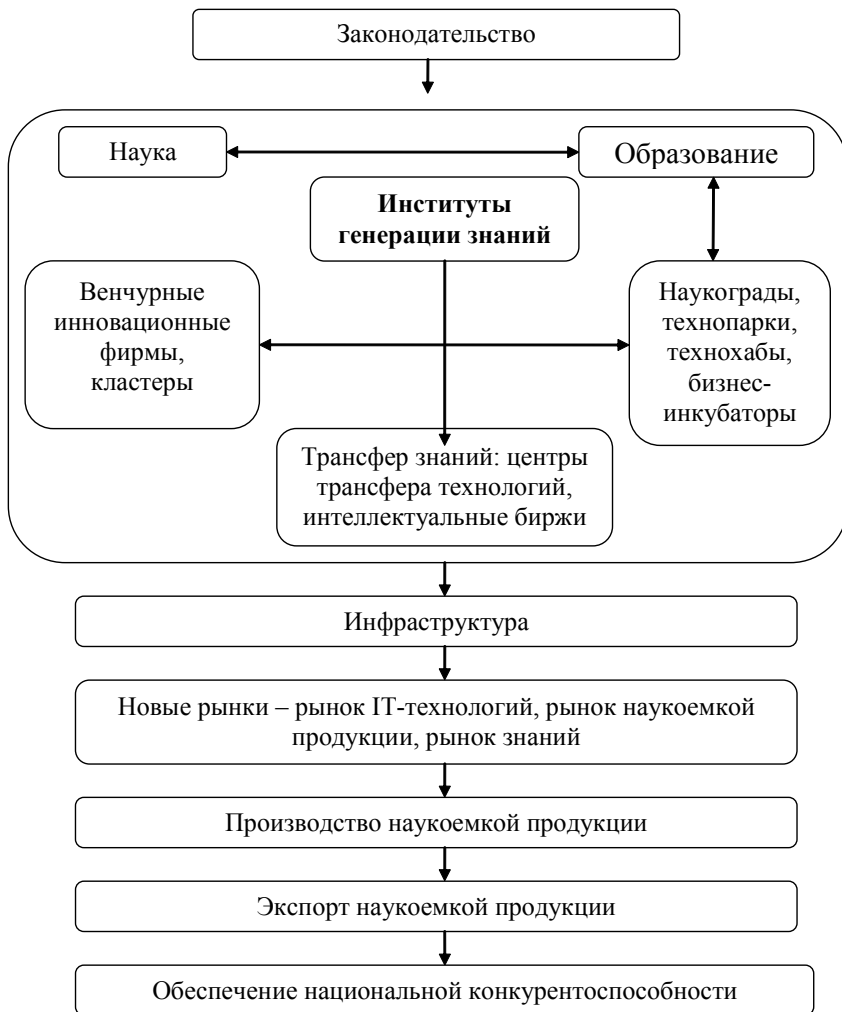 Законодательство
Наука
Образование
Институты
генерации знаний
Венчурные
инновационные
фирмы,
кластеры
Наукограды,
технопарки,
технохабы,
бизнес-
инкубаторы
Трансфер знаний: центры
трансфера технологий,
интеллектуальные биржи
Инфраструктура
Новые рынки – рынок IT-технологий, рынок наукоемкой
продукции, рынок знаний
Производство наукоемкой продукции
Экспорт наукоемкой продукции
Обеспечение национальной конкурентоспособности